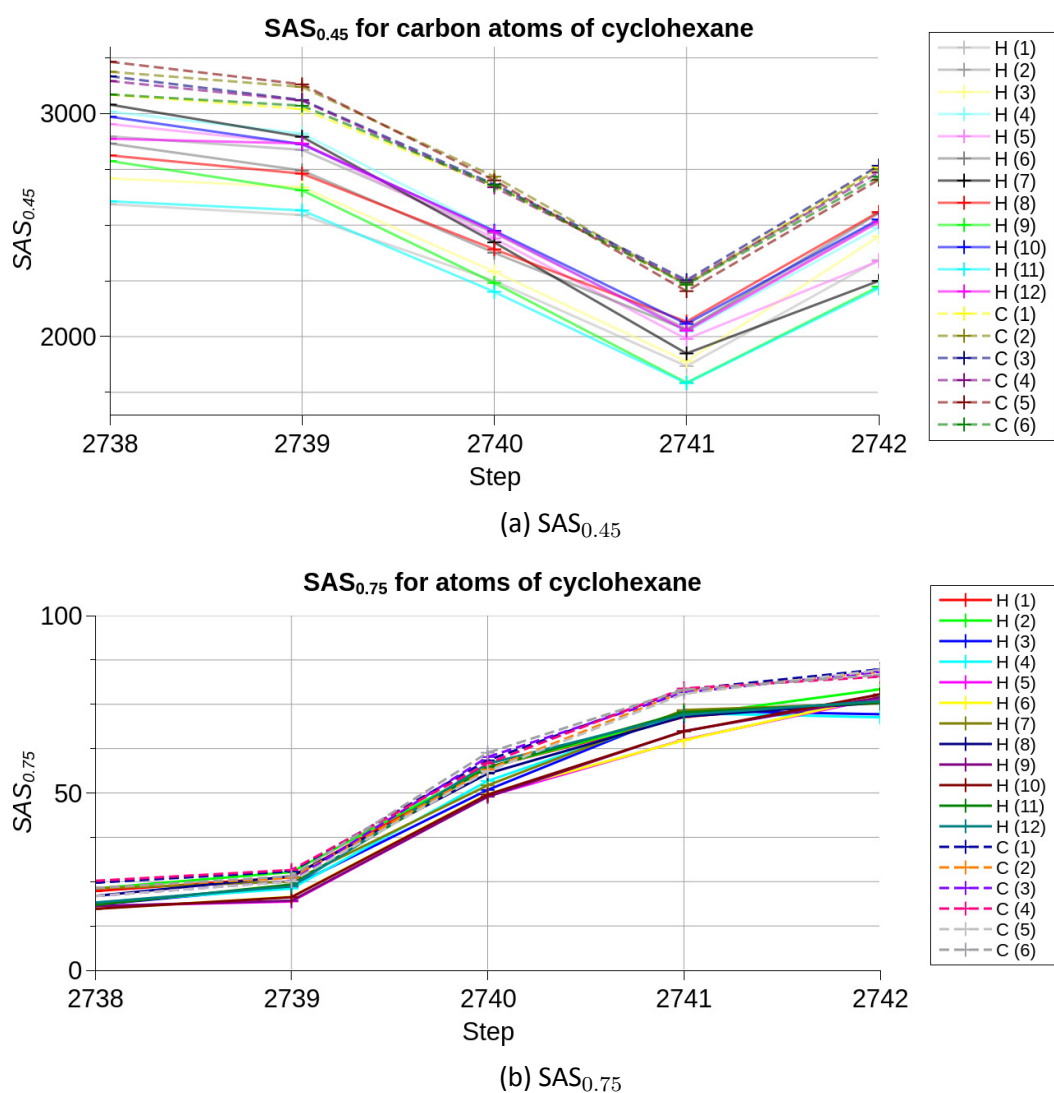 SAS0.45 for carbon atoms of cyclohexane
SAS0.45
3000
2000
2738 2739 2740 2741 2742
Step
H (1)
H (2)
H (3)
H (4)
H (5)
H (6)
H (7)
H (8)
H (9)
H (10)
H (11)
H (12)
C (1)
C (2)
C (3)
C (4)
C (5)
C (6)
(a) SAS0.45
SAS0.75 for atoms of cyclohexane
SAS0.75
100
50
0
2738 2739 2740 2741 2742
Step
H (1)
H (2)
H (3)
H (4)
H (5)
H (6)
H (7)
H (8)
H (9)
H (10)
H (11)
H (12)
C (1)
C (2)
C (3)
C (4)
C (5)
C (6)
(b) SAS0.75